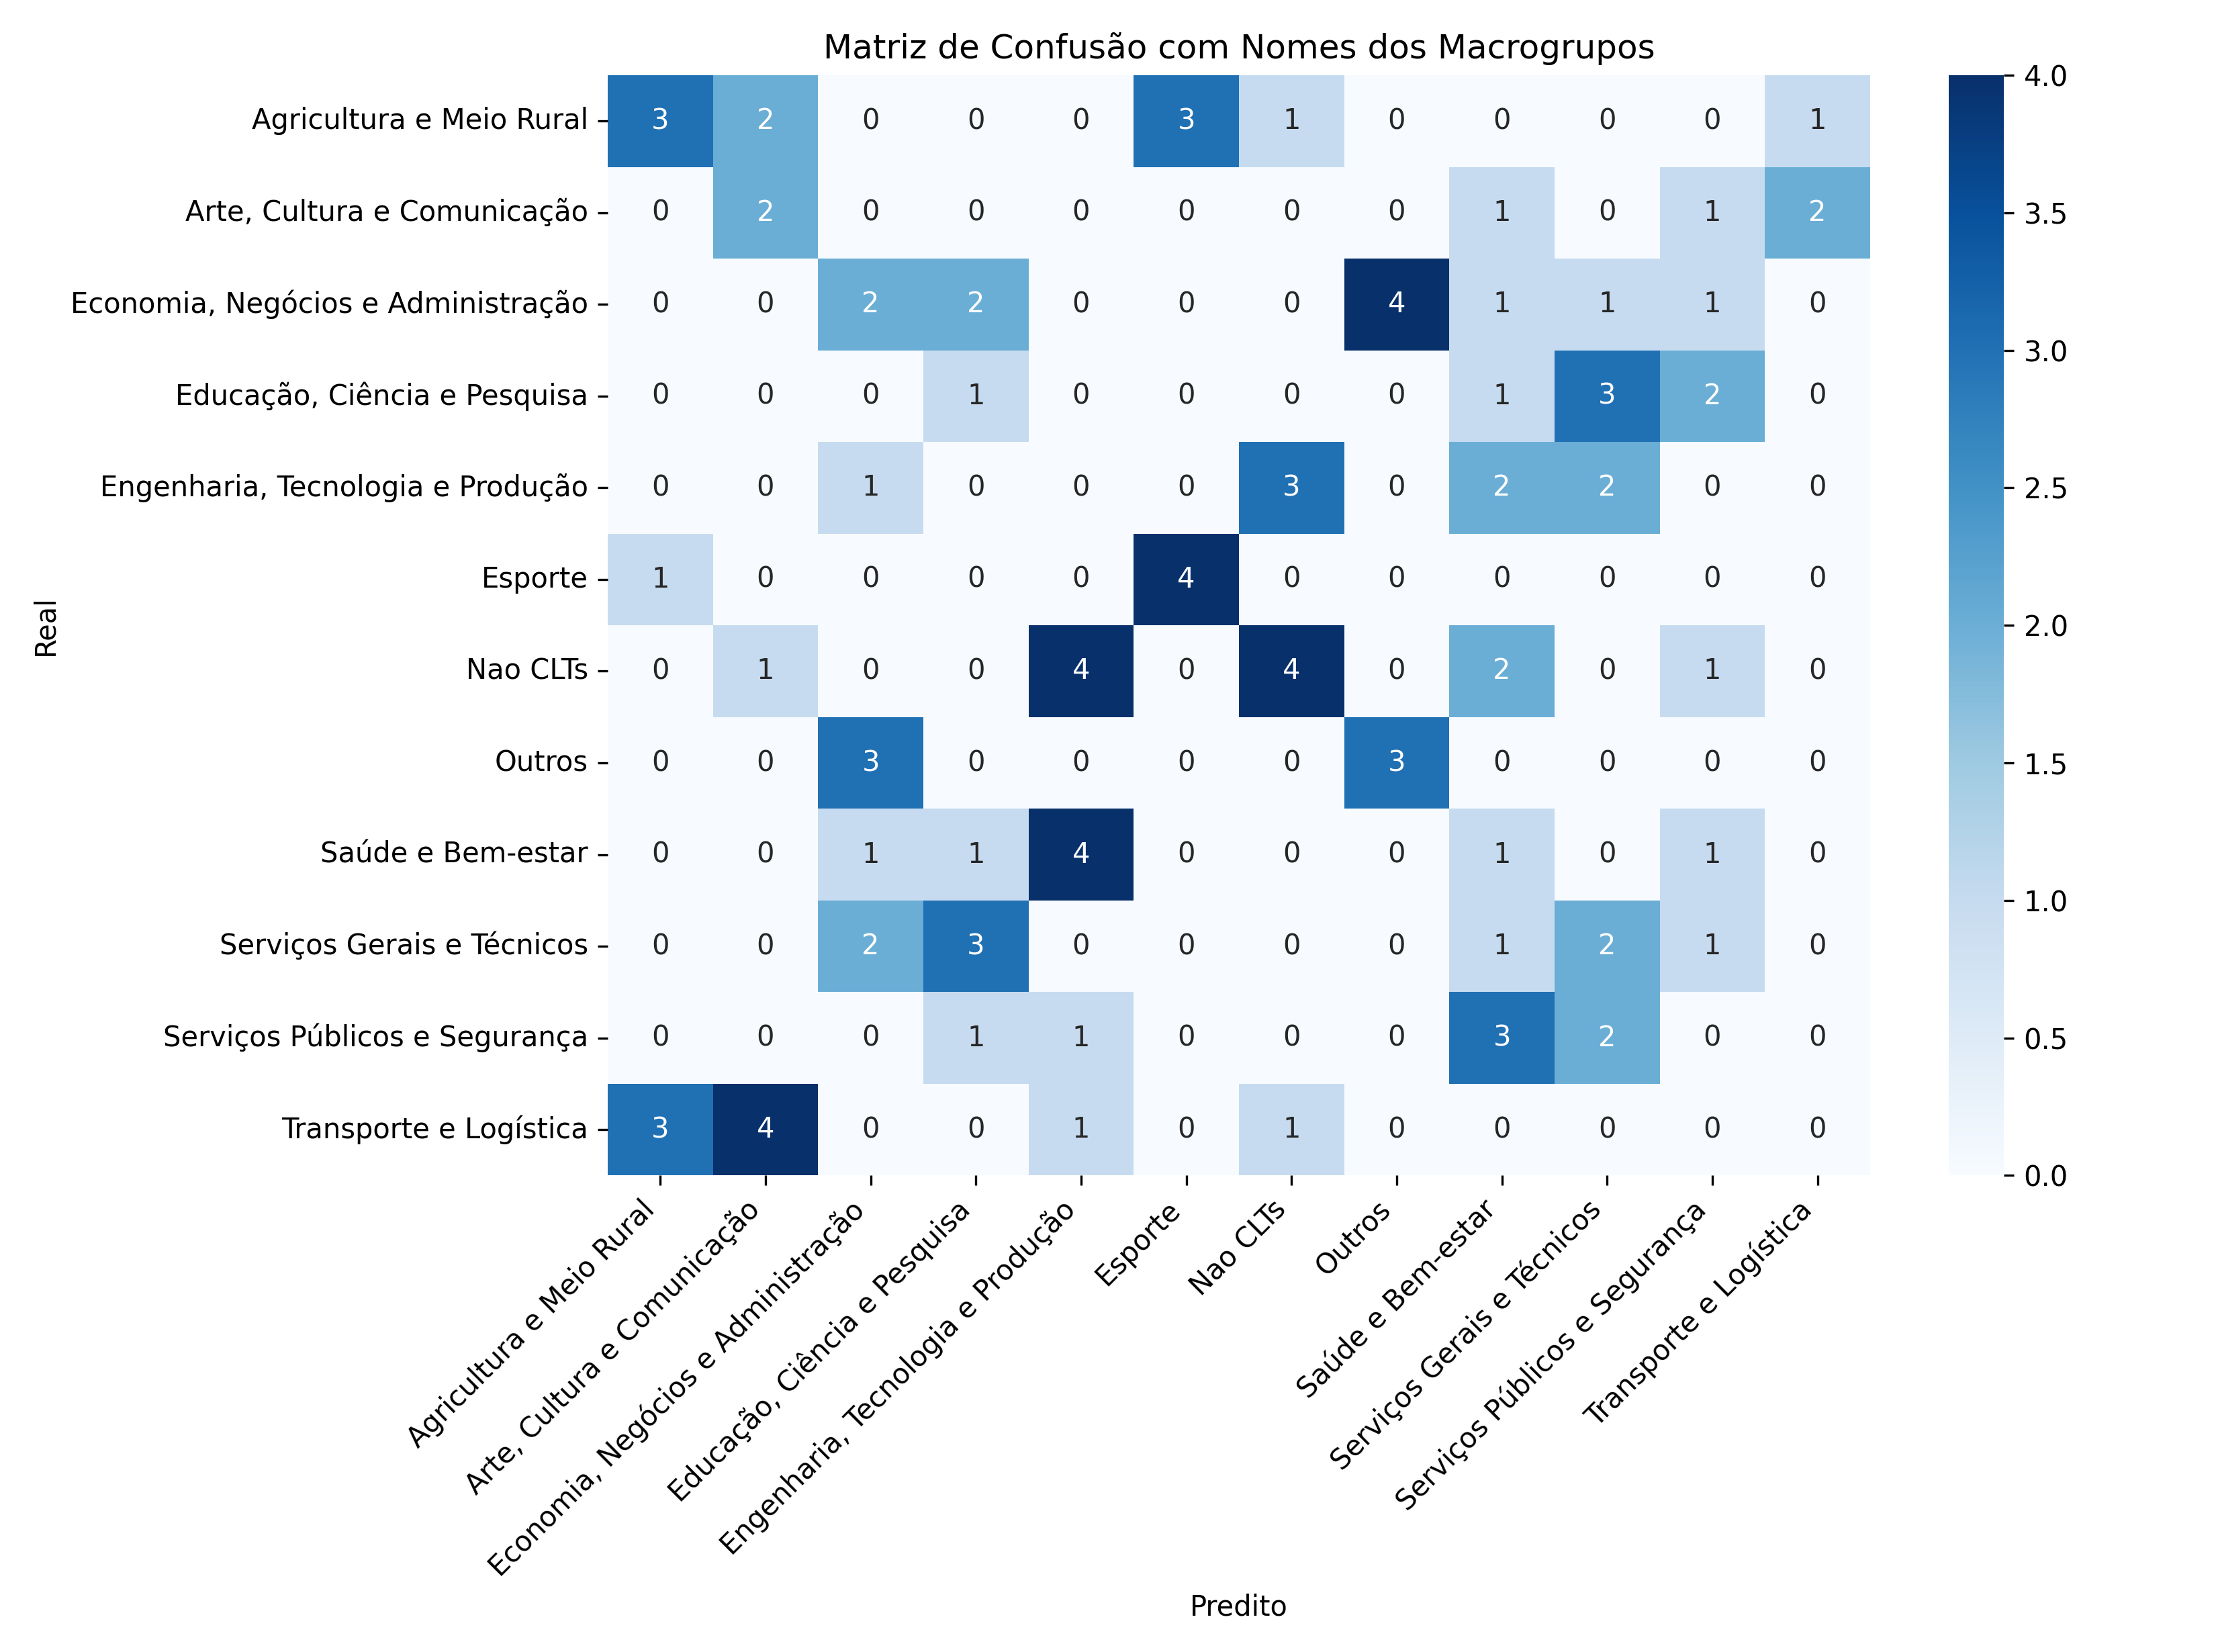 Matriz de Confusão com Nomes dos Macrogrupos
Agricultura e Meio Rural 3 2 0 0 0 3 1 0 0 0 0 1
Arte, Cultura e Comunicação 0 2 0 0 0 0 0 0 1 0 1 2
Economia, Negócios e Administração 0 0 2 2 0 0 0 4 1 1 1 0
Educação, Ciência e Pesquisa 0 0 0 1 0 0 0 0 1 3 2 0
Engenharia, Tecnologia e Produção 0 0 1 0 0 0 3 0 2 2 0 0
Esporte 1 0 0 0 0 4 0 0 0 0 0 0
Nao CLTs 0 1 0 0 4 0 4 0 2 0 1 0
Outros 0 0 3 0 0 0 0 3 0 0 0 0
Saúde e Bem-estar 0 0 1 1 4 0 0 0 1 0 1 0
Serviços Gerais e Técnicos 0 0 2 3 0 0 0 0 1 2 1 0
Serviços Públicos e Segurança 0 0 0 1 1 0 0 0 3 2 0 0
Transporte e Logística 3 4 0 0 1 0 1 0 0 0 0 0
Real
Agricultura e Meio Rural
Arte, Cultura e Comunicação
Economia, Negócios e Administração
Educação, Ciência e Pesquisa
Engenharia, Tecnologia e Produção
Esporte
Nao CLTs
Outros
Saúde e Bem-estar
Serviços Gerais e Técnicos
Serviços Públicos e Segurança
Transporte e Logística
Predito
4.0
3.5
3.0
2.5
2.0
1.5
1.0
0.5
0.0